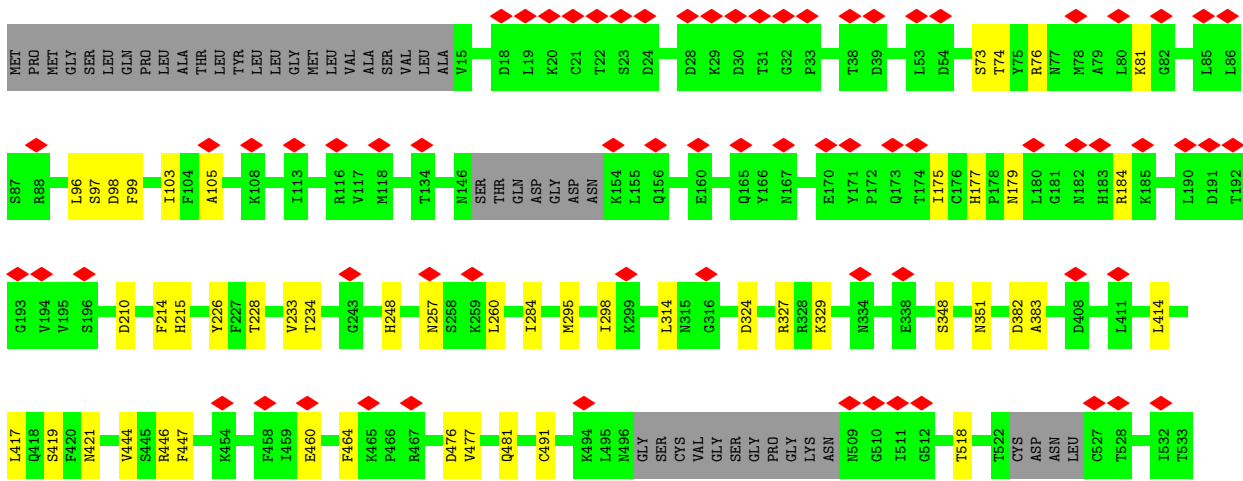 MET PRO MET GLY SER LEU GLN PRO LEU ALA THR LEU TYR LEU LEU GLY MET LEU VAL ALA SER VAL LEU ALA V15 D18 L19 K20 C21 T22 S23 D24 D28 K29 D30 T31 G32 P33 T38 D39 L53 D54 S73 T74 Y75 R76 N77 M78 A79 L80 K81 G82 L85 L86
S87 R88 L96 S97 D98 F99 I103 F104 A105 K108 I113 R116 V117 M118 T134 N146 SER THR GLN ASP GLY ASP ASN K154 L155 Q156 E160 Q165 Y166 N167 E170 Y171 P172 Q173 T174 I175 C176 H177 P178 N179 L180 G181 N182 H183 R184 K185 L190 D191 T192
G193 V194 V195 S196 D210 F214 H215 Y226 F227 T228 V233 T234 G243 H248 N257 S258 K259 L260 I284 M295 I298 K299 L314 N315 G316 D324 R327 R328 K329 N334 E338 S348 N351 D382 A383 D408 L411 L414
L417 Q418 S419 F420 N421 V444 S445 R446 F447 K454 F458 I459 E460 F464 K465 P466 R467 D476 V477 Q481 C491 K494 L495 N496 GLY SER CYS VAL GLY SER GLY PRO GLY LYS ASN N509 G510 I511 G512 T518 T522 CYS ASP ASN LEU C527 T528 I532 T533